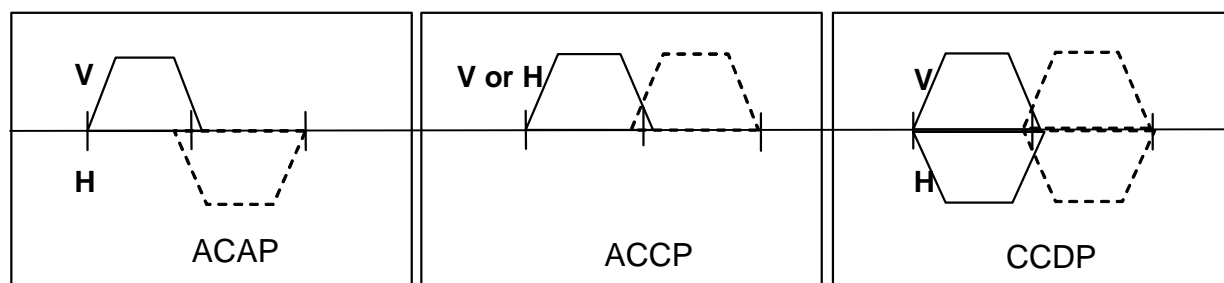 V
H
ACAP
V or H
ACCP
V
H
CCDP